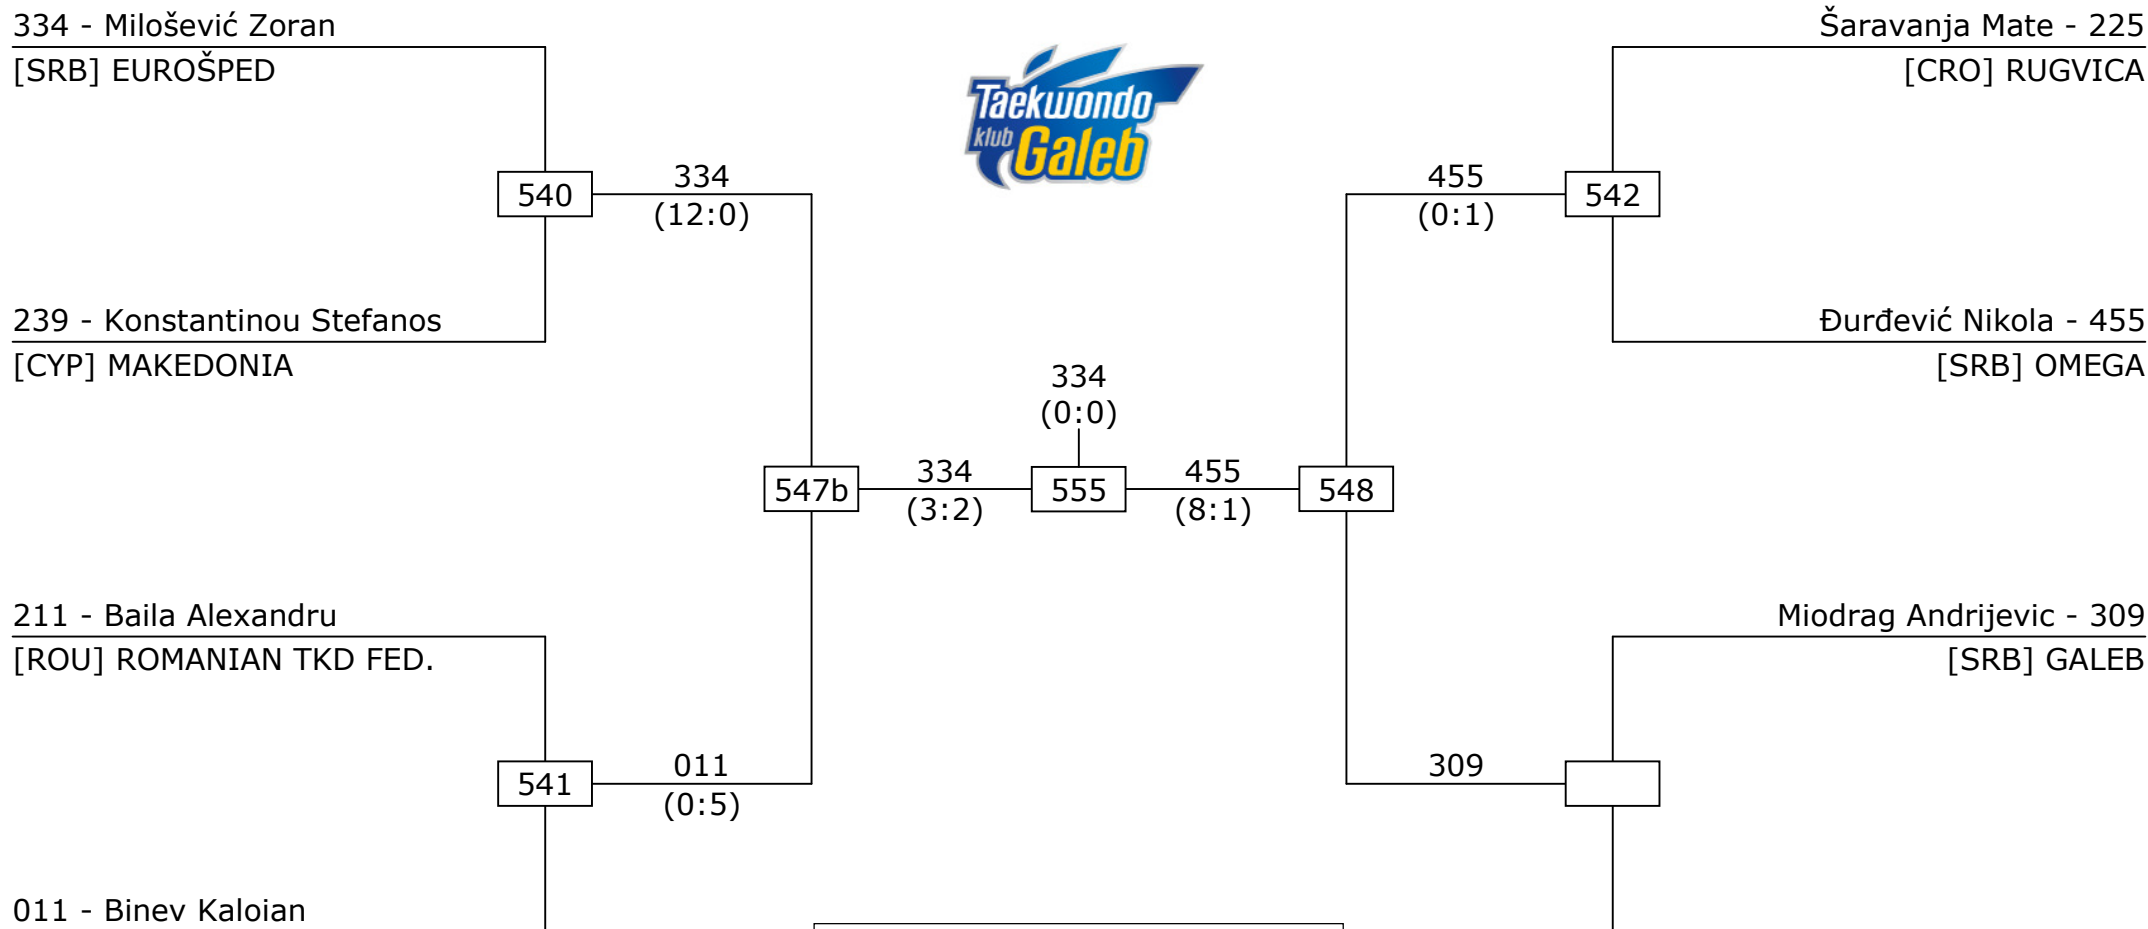 334 - Milošević Zoran
[SRB] EUROŠPED
Šaravanja Mate - 225
[CRO] RUGVICA
Taekwondo
klub
Galeb
540
334
(12:0)
455
(0:1)
542
239 - Konstantinou Stefanos
[CYP] MAKEDONIA
Đurđević Nikola - 455
[SRB] OMEGA
334
(0:0)
547b
334
(3:2)
555
455
(8:1)
548
211 - Baila Alexandru
[ROU] ROMANIAN TKD FED.
Miodrag Andrijevic - 309
[SRB] GALEB
541
011
(0:5)
309
011 - Binev Kaloian